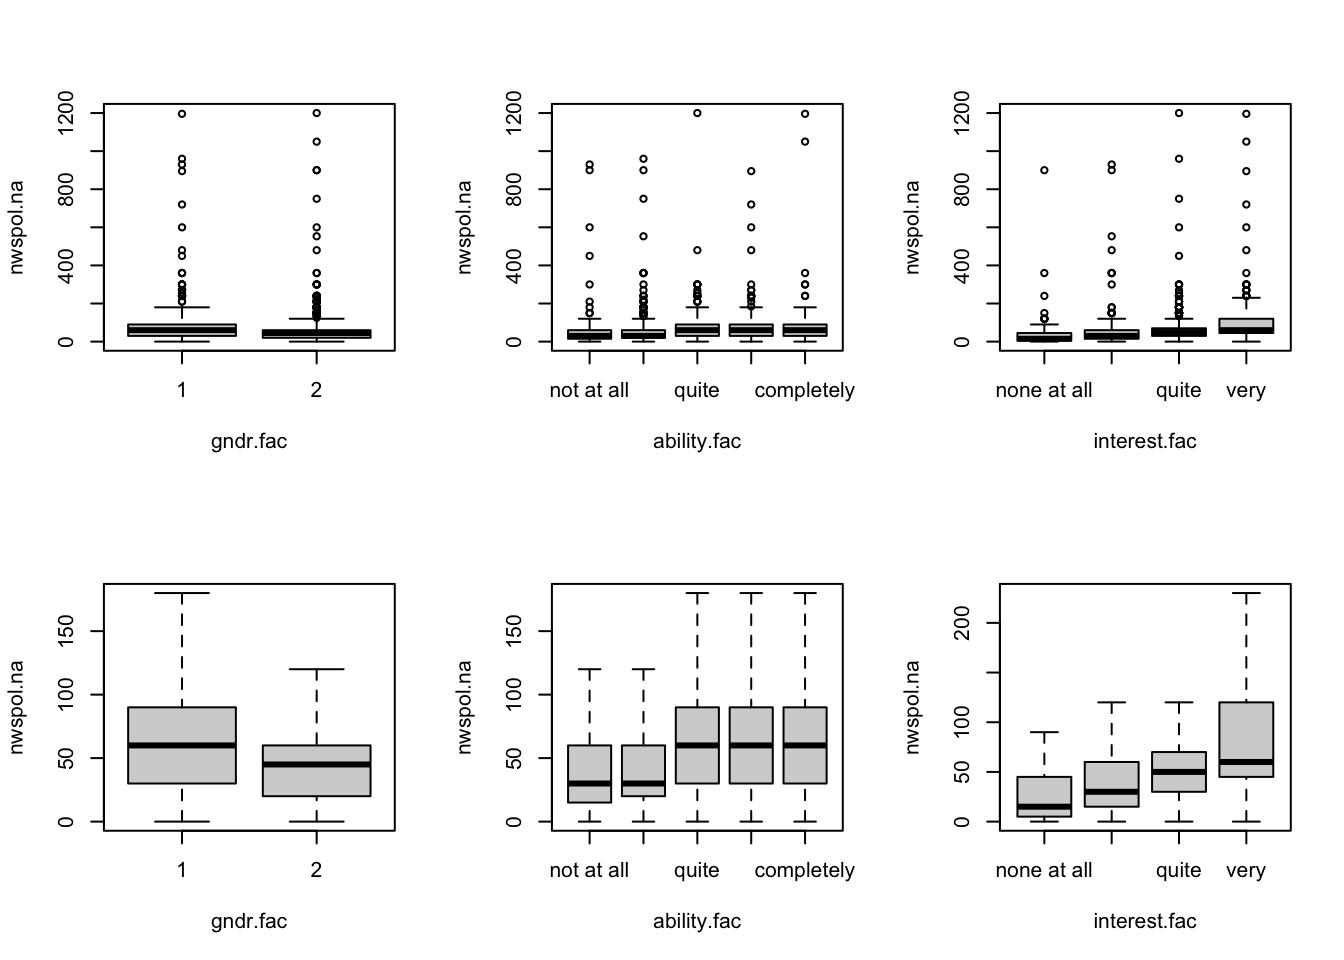 nwspol.na
0 400 800 1200
1 2
gndr.fac
nwspol.na
0 400 800 1200
not at all quite completely
ability.fac
nwspol.na
0 400 800 1200
none at all quite very
interest.fac
nwspol.na
0 50 100 150
1 2
gndr.fac
nwspol.na
0 50 100 150
not at all quite completely
ability.fac
nwspol.na
0 50 100 200
none at all quite very
interest.fac